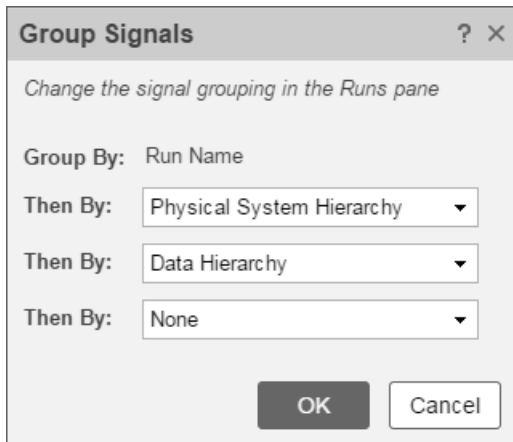 Group Signals ? ×
Change the signal grouping in the Runs pane
Group By: Run Name
Then By: Physical System Hierarchy
Then By: Data Hierarchy
Then By: None
OK Cancel